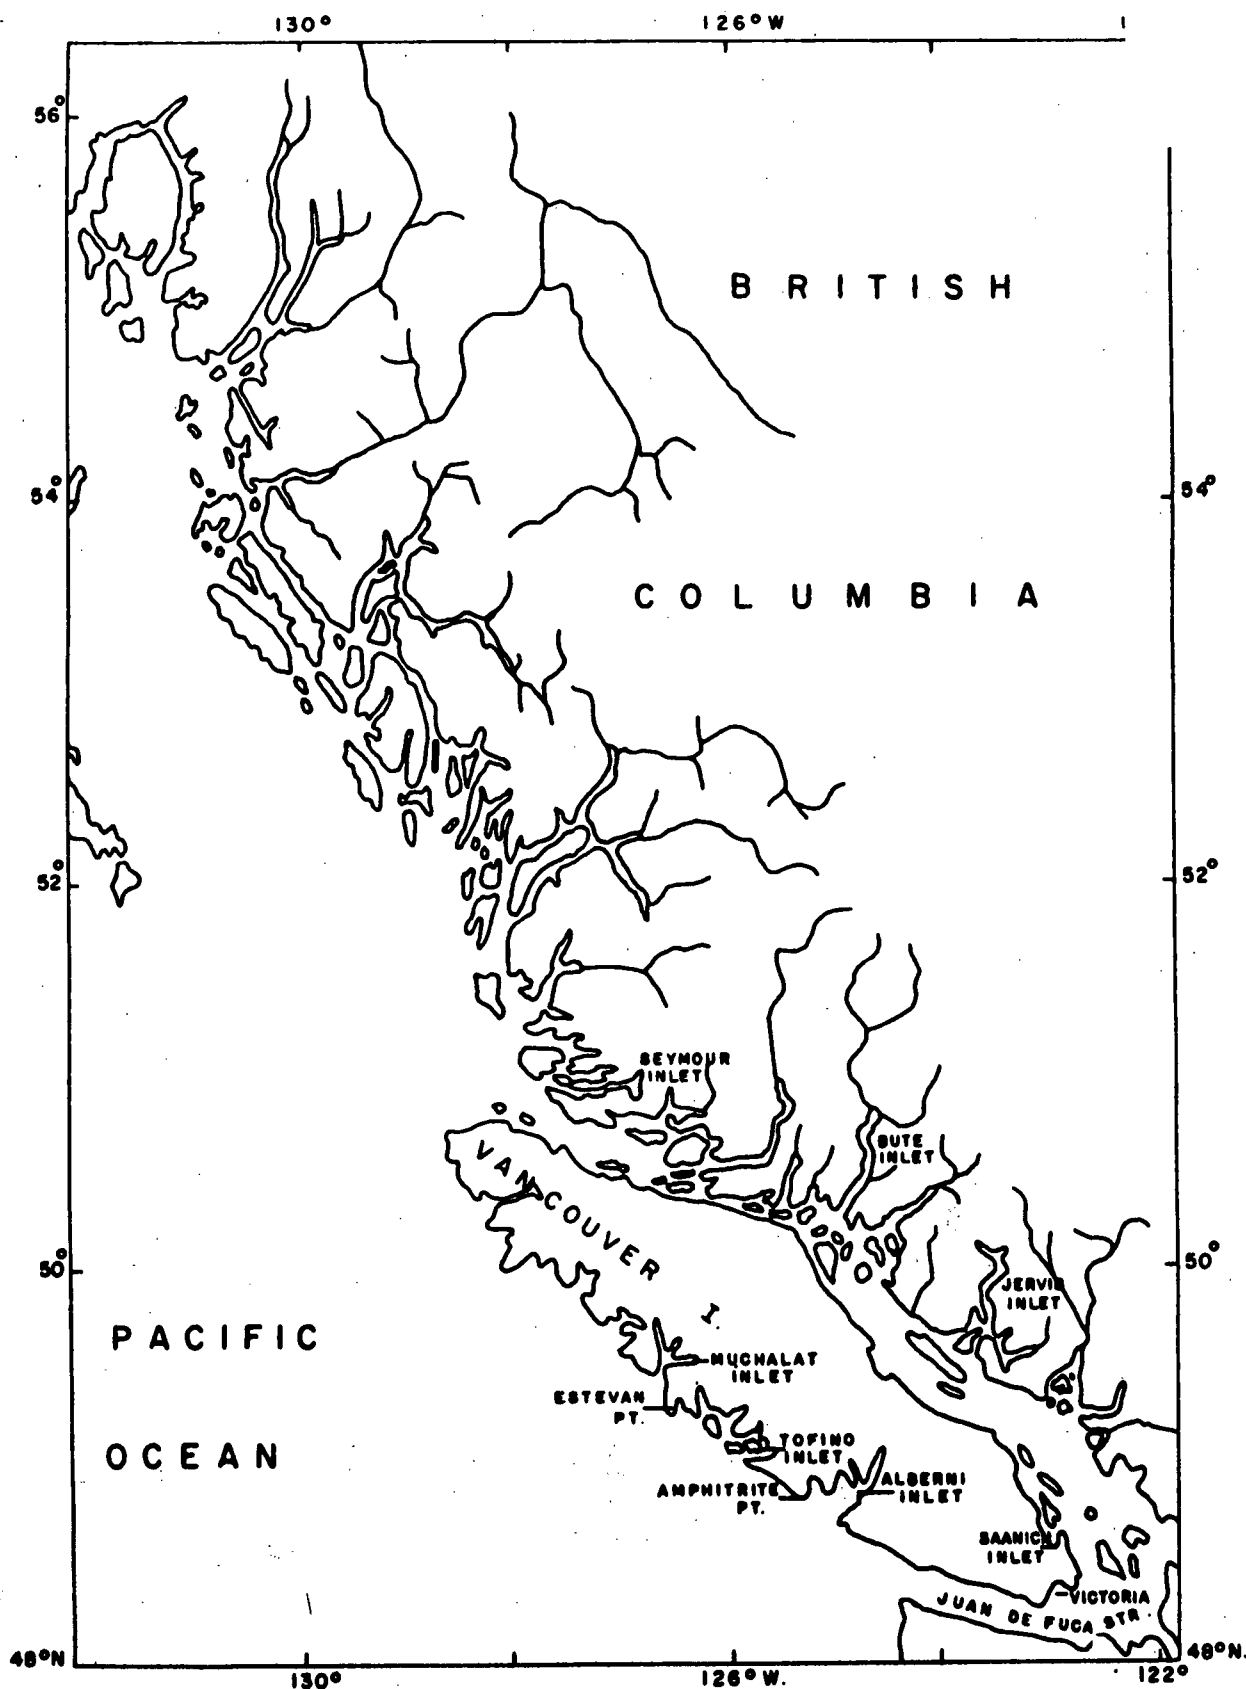 130° 126°W
56°
BRITISH
54° 54°
COLUMBIA
52° 52°
SEYMOUR
INLET
BUTE
INLET
VANCOUVER
I.
50° 50°
JERVIS
INLET
PACIFIC
MUCHALAT
INLET
ESTEVAN
PT.
OCEAN
TOFINO
INLET
AMPHITRITE
PT.
ALBERNI
INLET
SAANICH
INLET
VICTORIA
JUAN DE FUCA STR.
48°N 48°N.
130° 126°W. 122°